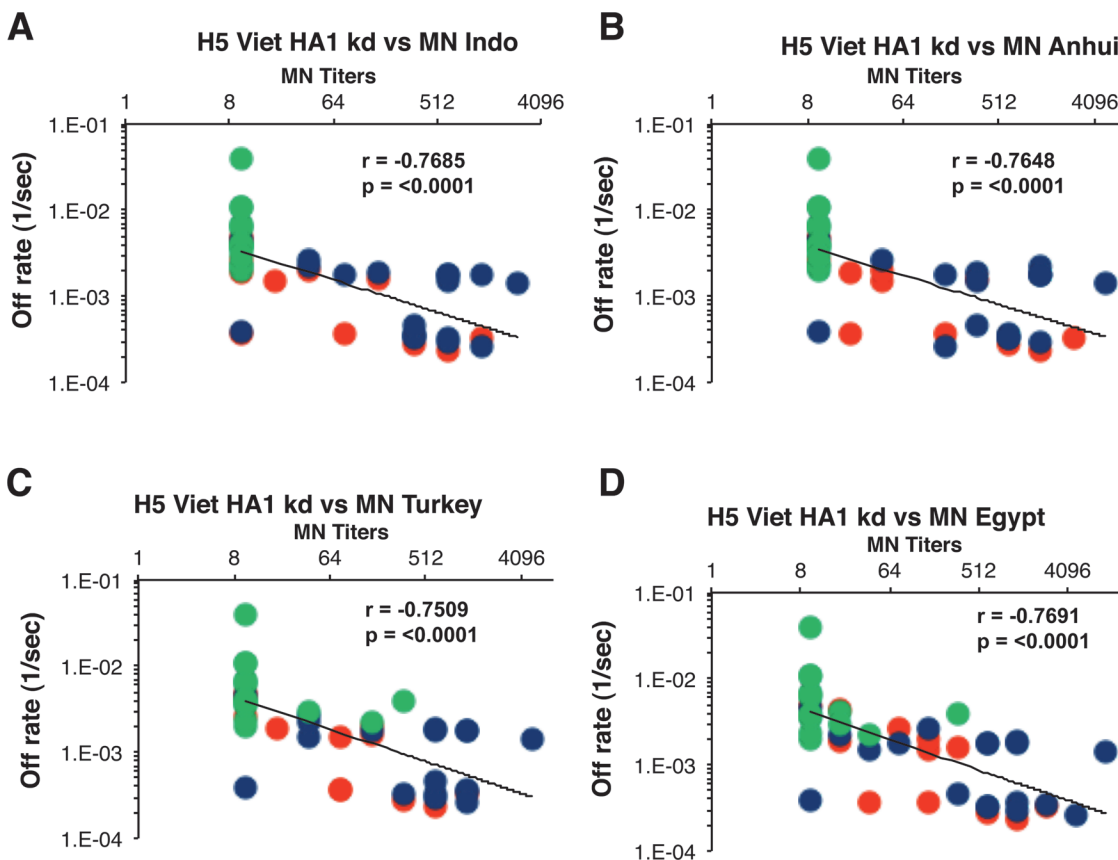 A
H5 Viet HA1 kd vs MN Indo
MN Titers
1 8 64 512 4096
1.E-01
1.E-02
1.E-03
1.E-04
Off rate (1/sec)
r = -0.7685
p = <0.0001
B
H5 Viet HA1 kd vs MN Anhui
MN Titers
1 8 64 512 4096
1.E-01
1.E-02
1.E-03
1.E-04
Off rate (1/sec)
r = -0.7648
p = <0.0001
C
H5 Viet HA1 kd vs MN Turkey
MN Titers
1 8 64 512 4096
1.E-01
1.E-02
1.E-03
1.E-04
Off rate (1/sec)
r = -0.7509
p = <0.0001
D
H5 Viet HA1 kd vs MN Egypt
MN Titers
1 8 64 512 4096
1.E-01
1.E-02
1.E-03
1.E-04
Off rate (1/sec)
r = -0.7691
p = <0.0001